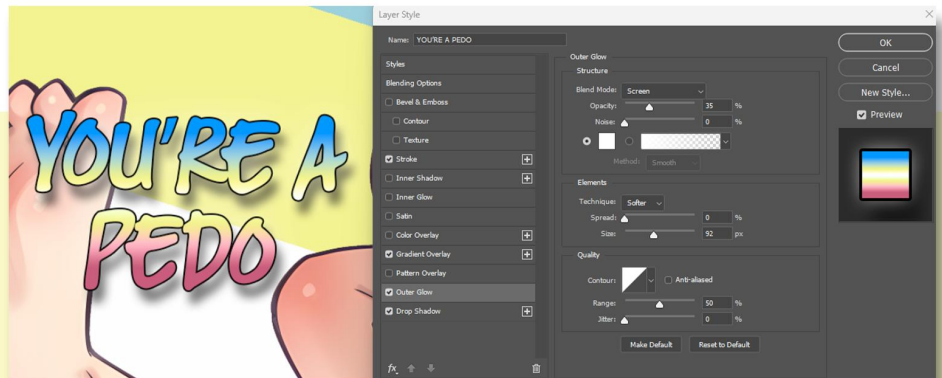 Layer Style
Name: YOU'RE A PEDO
OK
Cancel
New Style...
Preview
YOU'RE A
PEDO
Styles
Blending Options
Bevel & Emboss
Contour
Texture
Stroke
Inner Shadow
Inner Glow
Satin
Color Overlay
Gradient Overlay
Pattern Overlay
Outer Glow
Drop Shadow
fx
Outer Glow
Structure
Blend Mode: Screen
Opacity: 35 %
Noise: 0 %
Method: Smooth
Elements
Technique: Softer
Spread: 0 %
Size: 92 px
Quality
Contour: Anti-aliased
Range: 50 %
Jitter: 0 %
Make Default Reset to Default